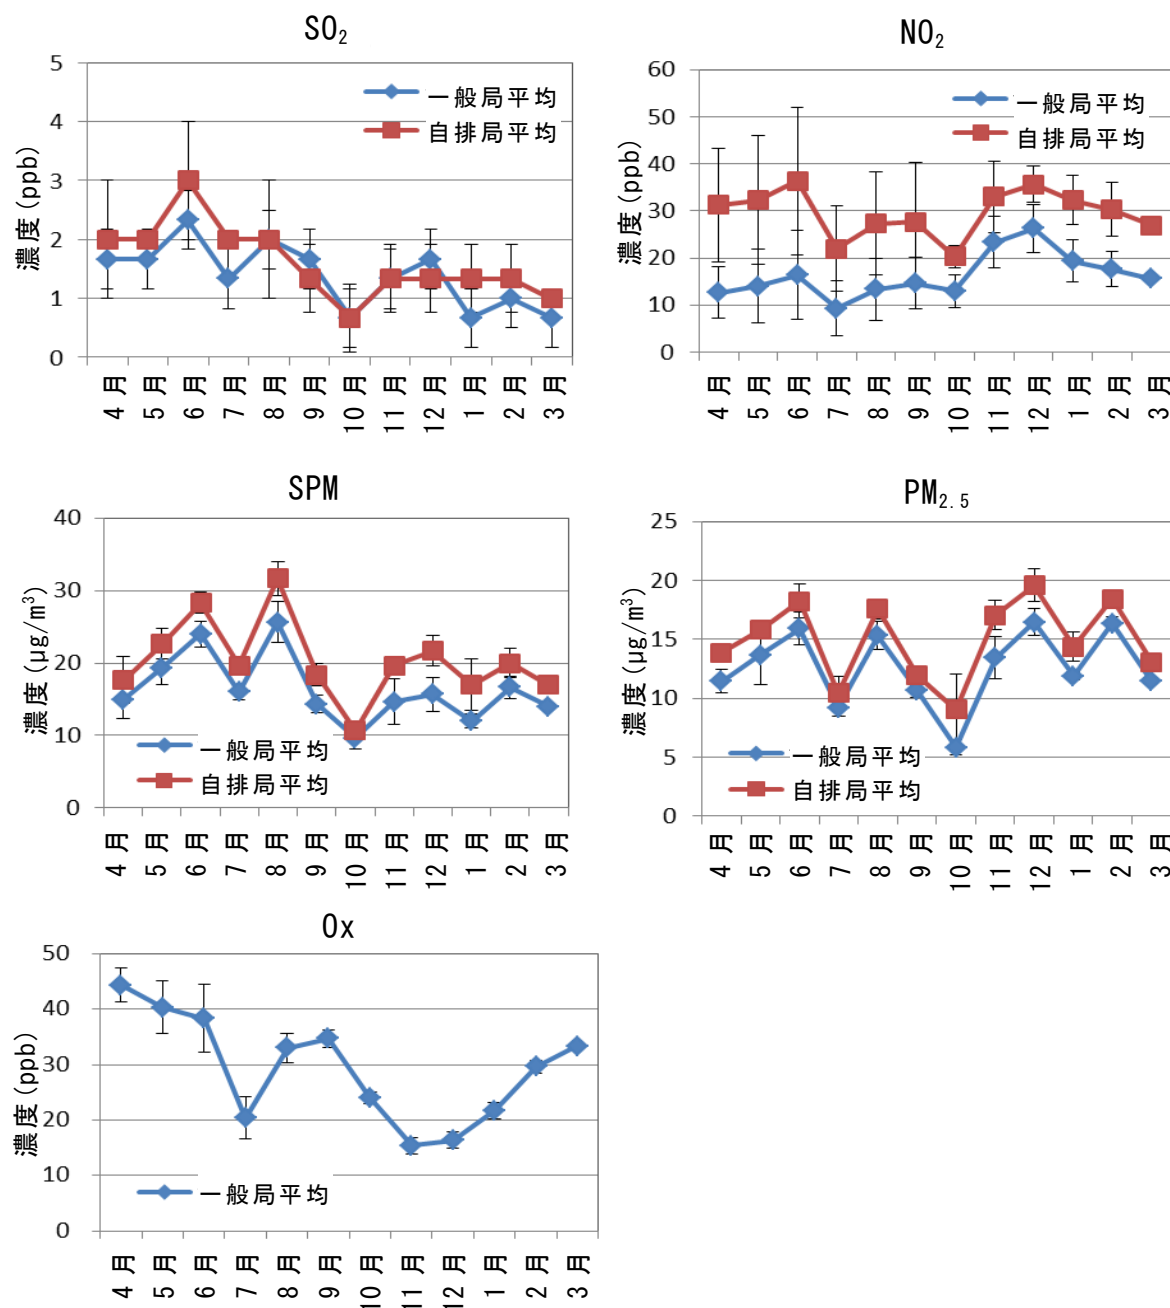 SO2
濃度(ppb)
5
4
3
2
1
0
一般局平均
自排局平均
4月
5月
6月
7月
8月
9月
10月
11月
12月
1月
2月
3月
NO2
濃度(ppb)
60
50
40
30
20
10
0
一般局平均
自排局平均
4月
5月
6月
7月
8月
9月
10月
11月
12月
1月
2月
3月
SPM
濃度(μg/m³)
40
30
20
10
0
一般局平均
自排局平均
4月
5月
6月
7月
8月
9月
10月
11月
12月
1月
2月
3月
PM2.5
濃度(μg/m³)
25
20
15
10
5
0
一般局平均
自排局平均
4月
5月
6月
7月
8月
9月
10月
11月
12月
1月
2月
3月
Ox
濃度(ppb)
50
40
30
20
10
0
一般局平均
4月
5月
6月
7月
8月
9月
10月
11月
12月
1月
2月
3月